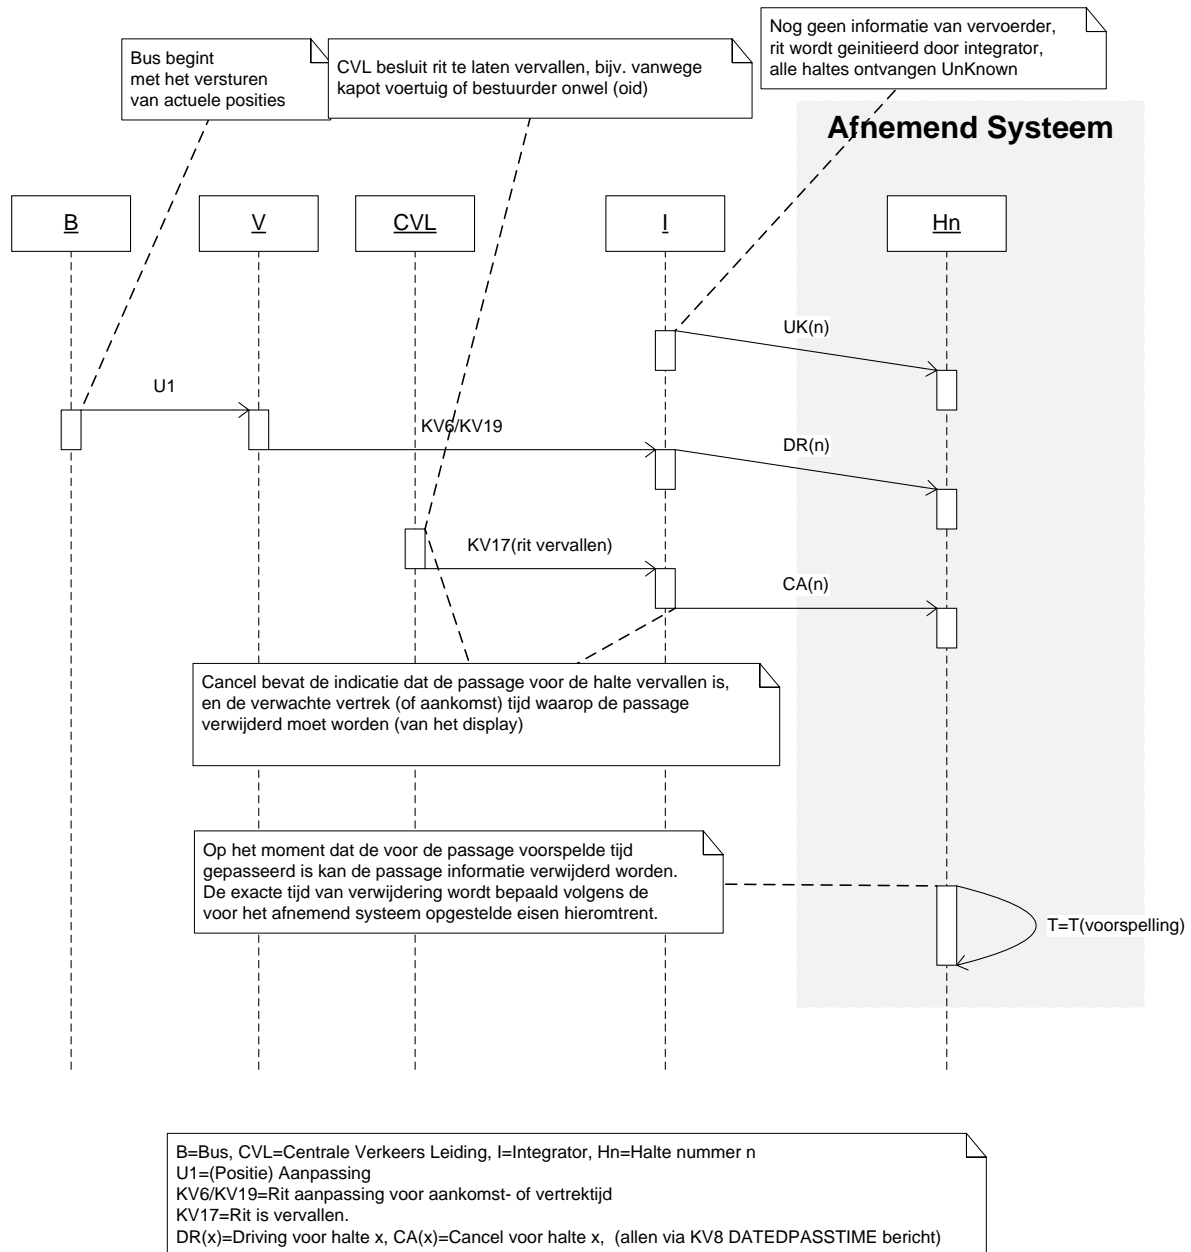 Nog geen informatie van vervoerder,
rit wordt geinitieerd door integrator,
alle haltes ontvangen UnKnown
Bus begint
met het versturen
van actuele posities
CVL besluit rit te laten vervallen, bijv. vanwege
kapot voertuig of bestuurder onwel (oid)
Afnemend Systeem
B
V
CVL
I
Hn
UK(n)
U1
KV6/KV19
DR(n)
KV17(rit vervallen)
CA(n)
Cancel bevat de indicatie dat de passage voor de halte vervallen is,
en de verwachte vertrek (of aankomst) tijd waarop de passage
verwijderd moet worden (van het display)
Op het moment dat de voor de passage voorspelde tijd
gepasseerd is kan de passage informatie verwijderd worden.
De exacte tijd van verwijdering wordt bepaald volgens de
voor het afnemend systeem opgestelde eisen hieromtrent.
T=T(voorspelling)
B=Bus, CVL=Centrale Verkeers Leiding, I=Integrator, Hn=Halte nummer n
U1=(Positie) Aanpassing
KV6/KV19=Rit aanpassing voor aankomst- of vertrektijd
KV17=Rit is vervallen.
DR(x)=Driving voor halte x, CA(x)=Cancel voor halte x, (allen via KV8 DATEDPASSTIME bericht)